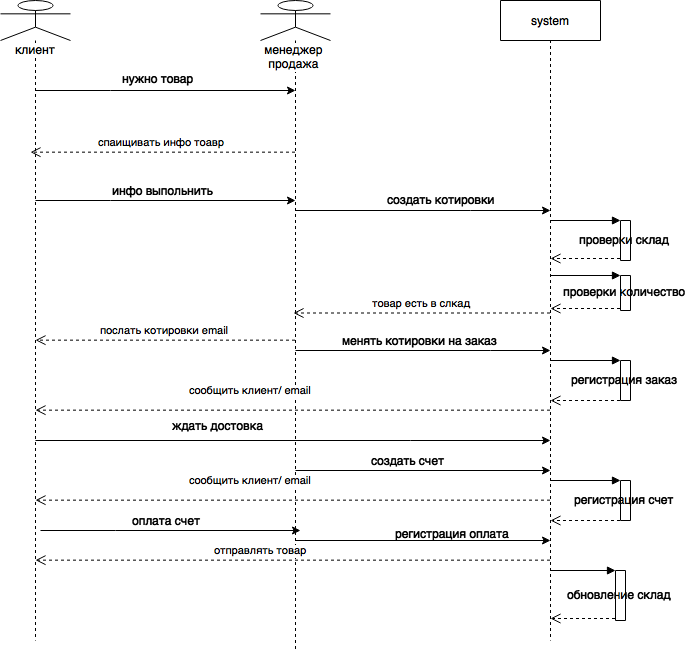 клиент
менеджер
продажа
system
нужно товар
спаищивать инфо тоавр
инфо выпольнить
создать котировки
проверки склад
проверки количество
товар есть в слкад
послать котировки email
менять котировки на заказ
регистрация заказ
сообщить клиент/ email
ждать достовка
создать счет
сообщить клиент/ email
регистрация счет
оплата счет
регистрация оплата
отправлять товар
обновление склад